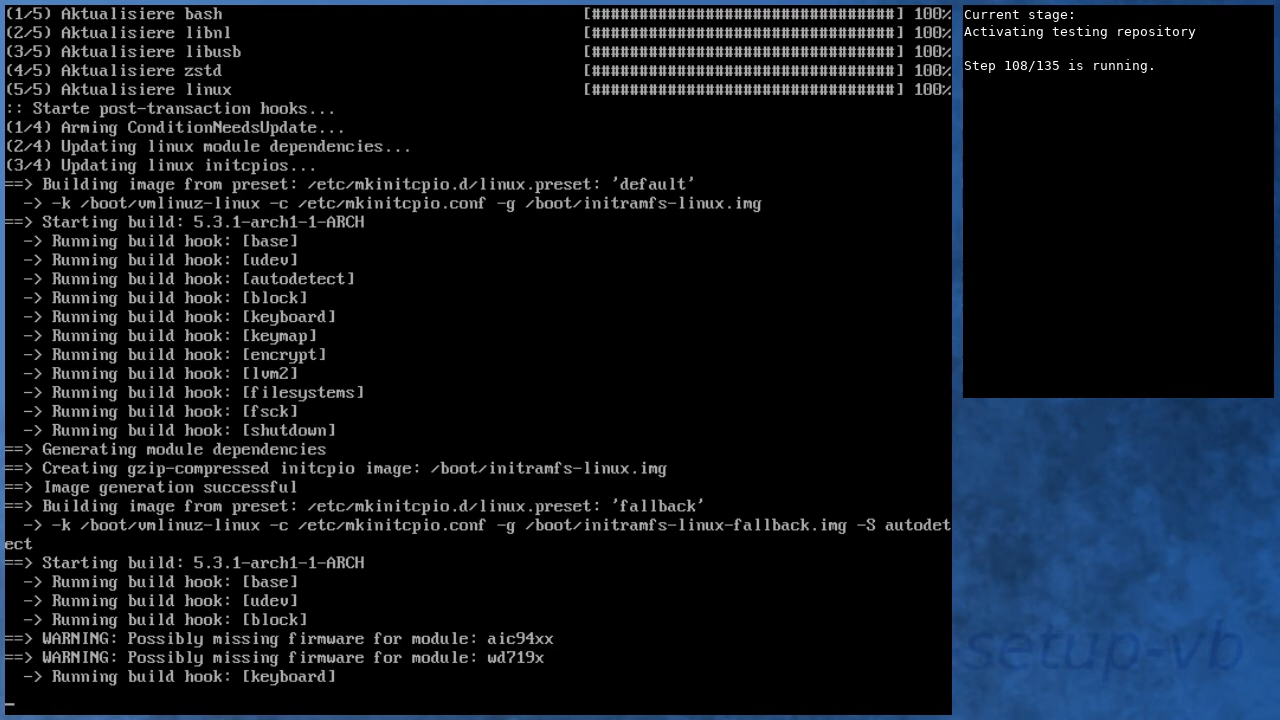 (1/5) Aktualisiere bash [################################] 100%
(2/5) Aktualisiere libnl [################################] 100%
(3/5) Aktualisiere libusb [################################] 100%
(4/5) Aktualisiere zstd [################################] 100%
(5/5) Aktualisiere linux [################################] 100%
:: Starte post-transaction hooks...
(1/4) Arming ConditionNeedsUpdate...
(2/4) Updating linux module dependencies...
(3/4) Updating linux initcpios...
==> Building image from preset: /etc/mkinitcpio.d/linux.preset: 'default'
-> -k /boot/vmlinuz-linux -c /etc/mkinitcpio.conf -g /boot/initramfs-linux.img
==> Starting build: 5.3.1-arch1-1-ARCH
-> Running build hook: [base]
-> Running build hook: [udev]
-> Running build hook: [autodetect]
-> Running build hook: [block]
-> Running build hook: [keyboard]
-> Running build hook: [keymap]
-> Running build hook: [encrypt]
-> Running build hook: [lvm2]
-> Running build hook: [filesystems]
-> Running build hook: [fsck]
-> Running build hook: [shutdown]
==> Generating module dependencies
==> Creating gzip-compressed initcpio image: /boot/initramfs-linux.img
==> Image generation successful
==> Building image from preset: /etc/mkinitcpio.d/linux.preset: 'fallback'
-> -k /boot/vmlinuz-linux -c /etc/mkinitcpio.conf -g /boot/initramfs-linux-fallback.img -S autodet
ect
==> Starting build: 5.3.1-arch1-1-ARCH
-> Running build hook: [base]
-> Running build hook: [udev]
-> Running build hook: [block]
==> WARNING: Possibly missing firmware for module: aic94xx
==> WARNING: Possibly missing firmware for module: wd719x
-> Running build hook: [keyboard]
_
Current stage:
Activating testing repository
Step 108/135 is running.
setup-vb